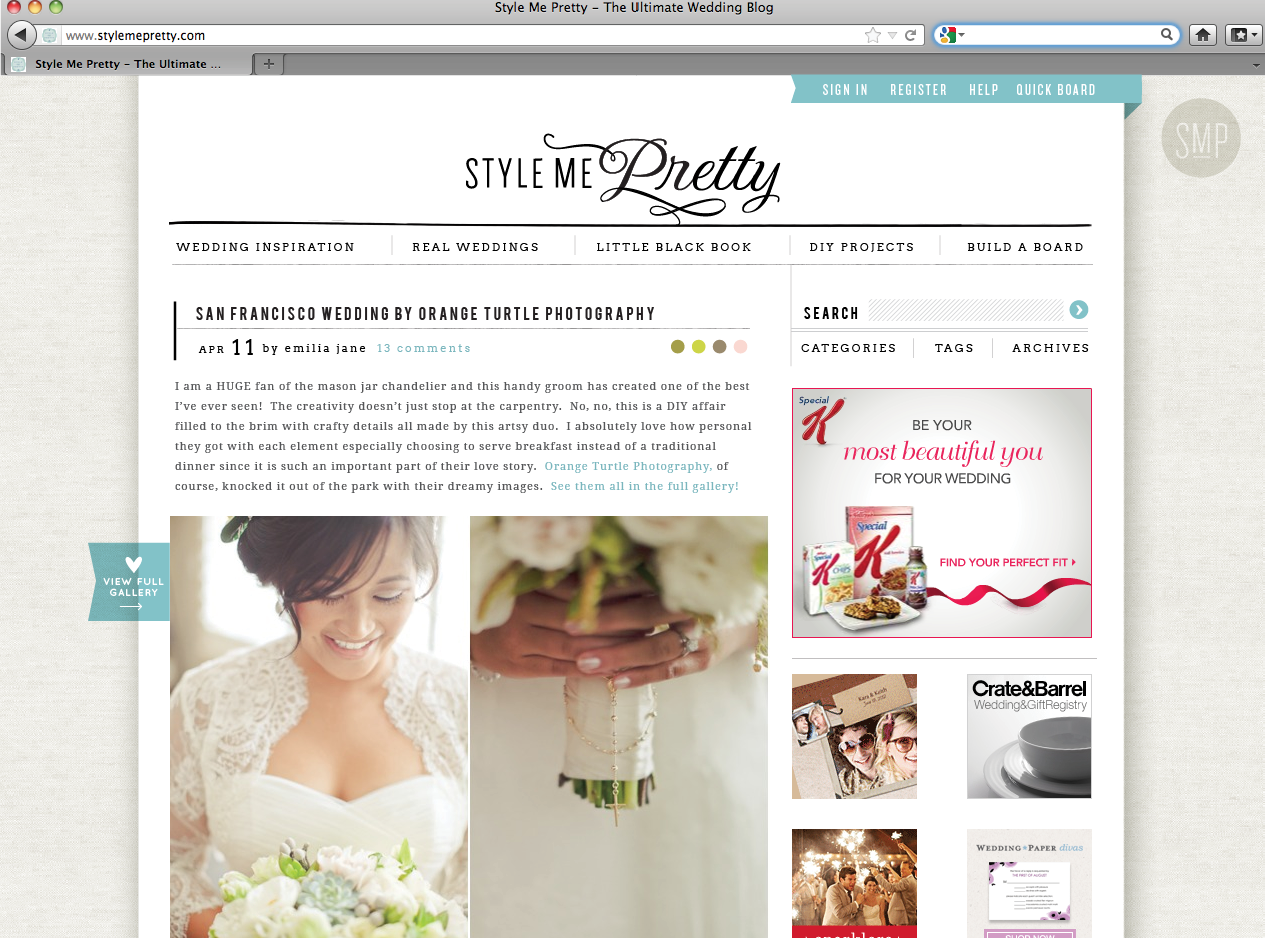 Style Me Pretty – The Ultimate Wedding Blog
www.stylemepretty.com
Style Me Pretty – The Ultimate ...
SIGN IN REGISTER HELP QUICK BOARD
SMP
STYLE ME Pretty
WEDDING INSPIRATION REAL WEDDINGS LITTLE BLACK BOOK DIY PROJECTS BUILD A BOARD
SAN FRANCISCO WEDDING BY ORANGE TURTLE PHOTOGRAPHY
APR 11 by emilia jane 13 comments
I am a HUGE fan of the mason jar chandelier and this handy groom has created one of the best
I've ever seen! The creativity doesn't just stop at the carpentry. No, no, this is a DIY affair
filled to the brim with crafty details all made by this artsy duo. I absolutely love how personal
they got with each element especially choosing to serve breakfast instead of a traditional
dinner since it is such an important part of their love story. Orange Turtle Photography, of
course, knocked it out of the park with their dreamy images. See them all in the full gallery!
VIEW FULL
GALLERY
SEARCH
CATEGORIES TAGS ARCHIVES
Special
K
BE YOUR
most beautiful you
FOR YOUR WEDDING
Special
K
FIND YOUR PERFECT FIT
Kara & Keith
Crate&Barrel
Wedding&GiftRegistry
WEDDING PAPER divas
SHOP NOW
sparklers